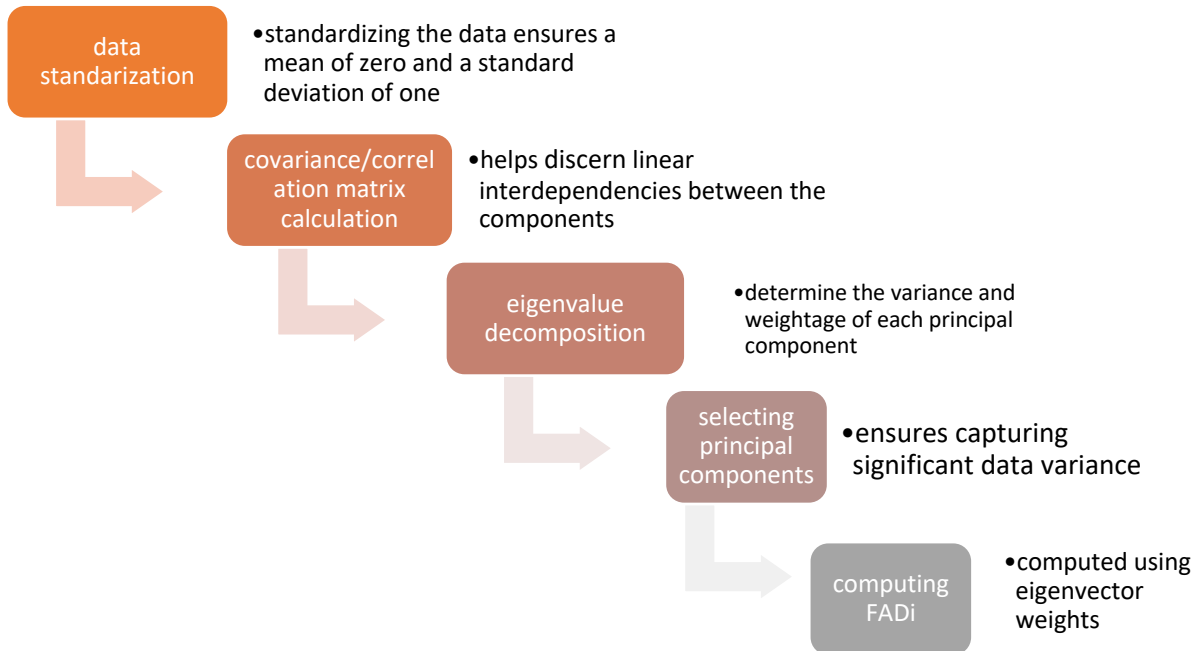 data
standarization
•standardizing the data ensures a
mean of zero and a standard
deviation of one
covariance/correl
ation matrix
calculation
•helps discern linear
interdependencies between the
components
eigenvalue
decomposition
•determine the variance and
weightage of each principal
component
selecting
principal
components
•ensures capturing
significant data variance
computing
FADi
•computed using
eigenvector
weights